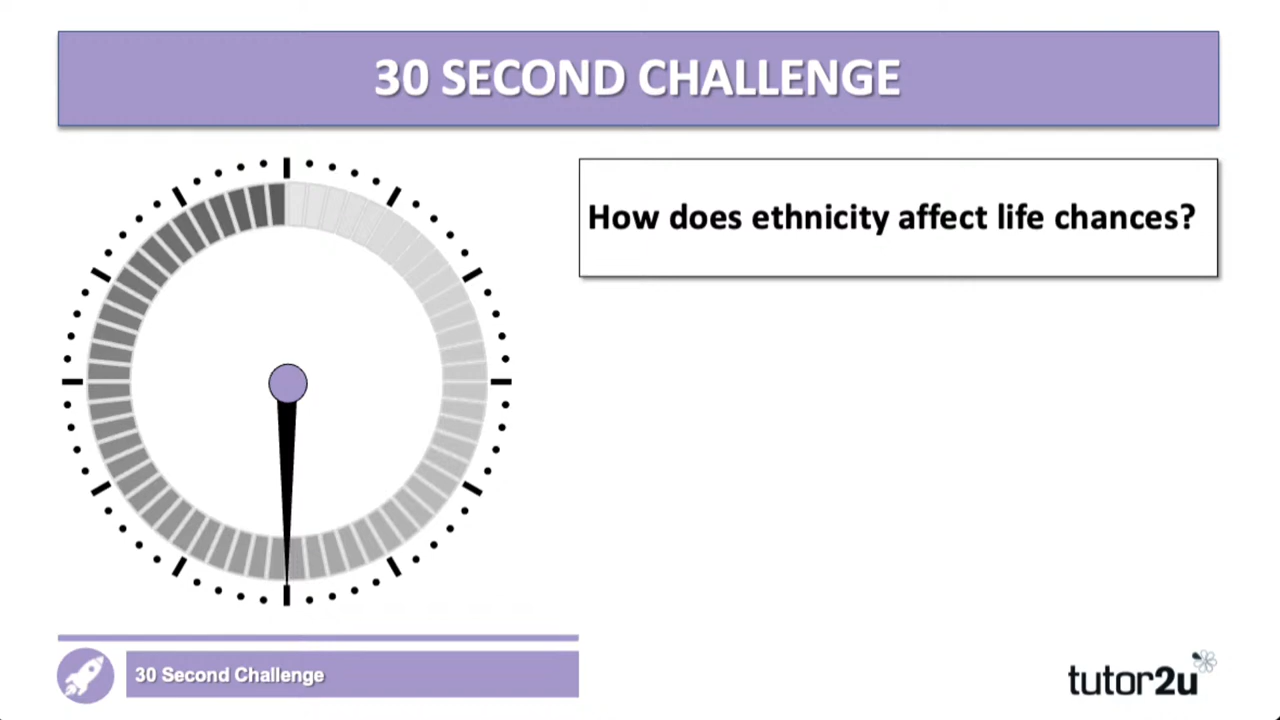 30 SECOND CHALLENGE
How does ethnicity affect life chances?
30 Second Challenge
tutor2u